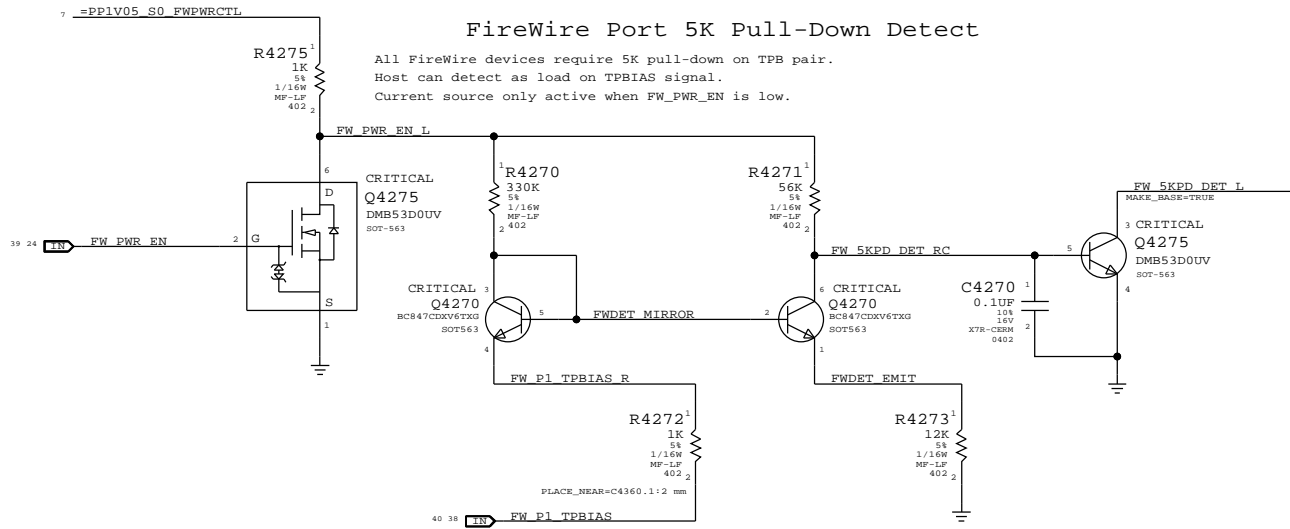 7 =PP1V05_S0_FWPWRCTL
FireWire Port 5K Pull-Down Detect
All FireWire devices require 5K pull-down on TPB pair.
Host can detect as load on TPBIAS signal.
Current source only active when FW_PWR_EN is low.
R4275 1
1K
5%
1/16W
MF-LF
402
2
FW_PWR_EN_L
6
CRITICAL
Q4275
DMB53D0UV
SOT-563
D
G
S
2
1
39 24 IN FW_PWR_EN
1
R4270
330K
5%
1/16W
MF-LF
402
2
R4271 1
56K
5%
1/16W
MF-LF
402
2
FW_5KPD_DET_L
MAKE_BASE=TRUE
3 CRITICAL
Q4275
DMB53D0UV
SOT-563
5
4
FW_5KPD_DET_RC
C4270 1
0.1UF
10%
16V
X7R-CERM
0402
2
CRITICAL 3
Q4270
BC847CDXV6TXG
SOT563
5
4
FWDET_MIRROR
6 CRITICAL
Q4270
BC847CDXV6TXG
SOT563
2
1
FW_P1_TPBIAS_R
FWDET_EMIT
R4272 1
1K
5%
1/16W
MF-LF
402 2
R4273 1
12K
5%
1/16W
MF-LF
402 2
PLACE_NEAR=C4360.1:2 mm
40 38 IN FW_P1_TPBIAS